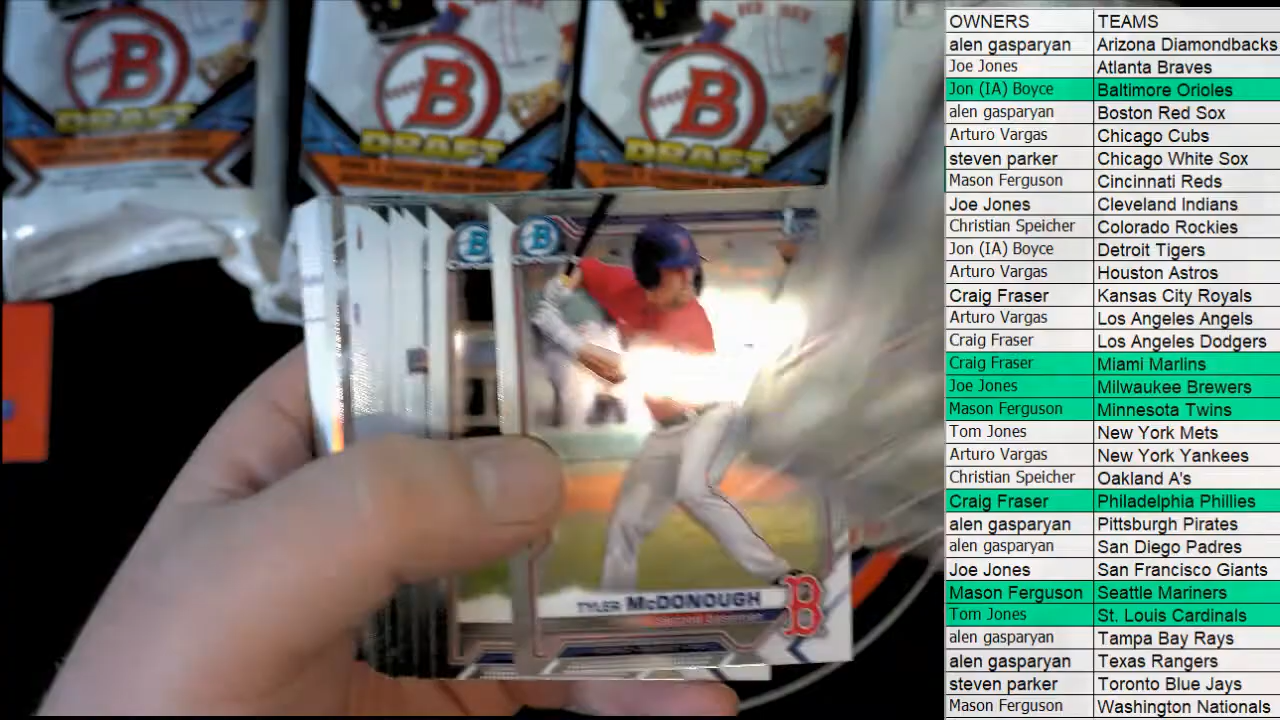 B
DRAFT
B
DRAFT
B
DRAFT
B
B
TYLER McDONOUGH
B
OWNERS TEAMS
alen gasparyan Arizona Diamondbacks
Joe Jones Atlanta Braves
Jon (IA) Boyce Baltimore Orioles
alen gasparyan Boston Red Sox
Arturo Vargas Chicago Cubs
steven parker Chicago White Sox
Mason Ferguson Cincinnati Reds
Joe Jones Cleveland Indians
Christian Speicher Colorado Rockies
Jon (IA) Boyce Detroit Tigers
Arturo Vargas Houston Astros
Craig Fraser Kansas City Royals
Arturo Vargas Los Angeles Angels
Craig Fraser Los Angeles Dodgers
Craig Fraser Miami Marlins
Joe Jones Milwaukee Brewers
Mason Ferguson Minnesota Twins
Tom Jones New York Mets
Arturo Vargas New York Yankees
Christian Speicher Oakland A's
Craig Fraser Philadelphia Phillies
alen gasparyan Pittsburgh Pirates
alen gasparyan San Diego Padres
Joe Jones San Francisco Giants
Mason Ferguson Seattle Mariners
Tom Jones St. Louis Cardinals
alen gasparyan Tampa Bay Rays
alen gasparyan Texas Rangers
steven parker Toronto Blue Jays
Mason Ferguson Washington Nationals